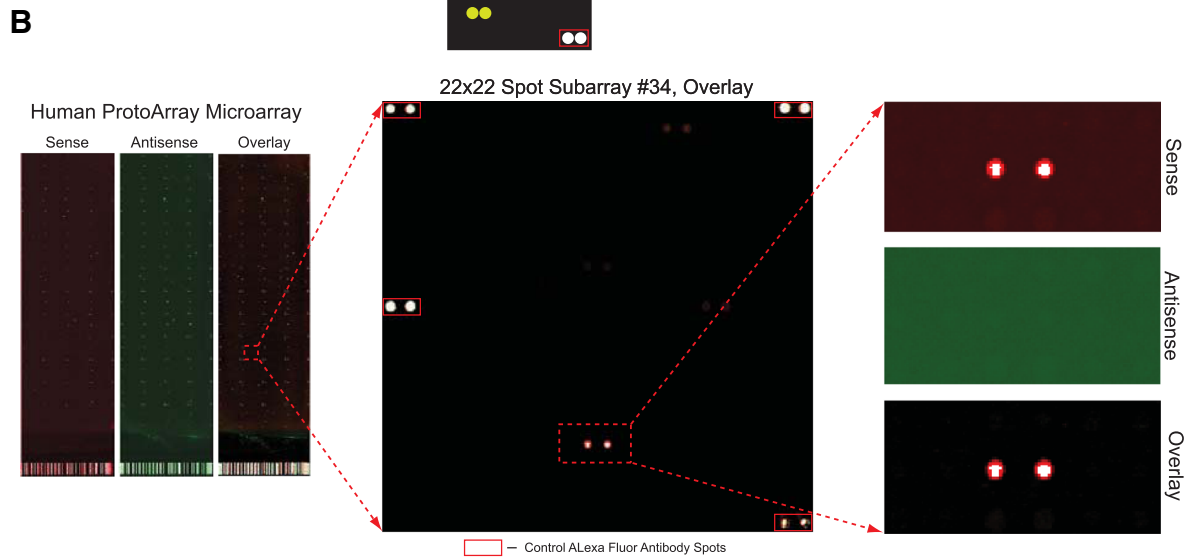 B
22x22 Spot Subarray #34, Overlay
Human ProtoArray Microarray
Sense
Antisense
Overlay
Sense
Antisense
Overlay
– Control ALexa Fluor Antibody Spots